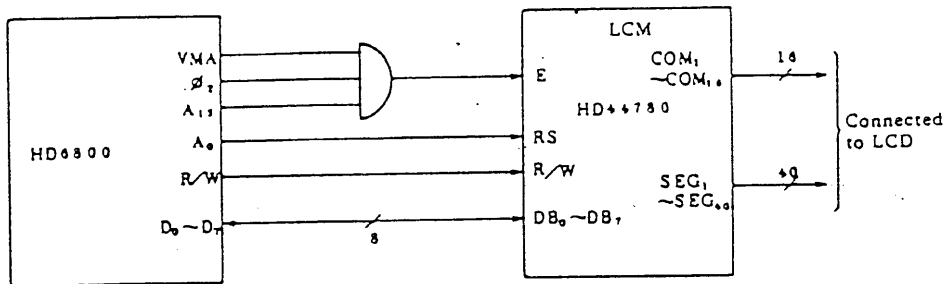 HD6800
VMA
Ø₂
A₁₅
A₀
R/W
D₀~D₇
8
LCM
HD44780
E
RS
R/W
DB₀~DB₇
COM₁
~COM₁₆
SEG₁
~SEG₄₀
16
40
Connected
to LCD